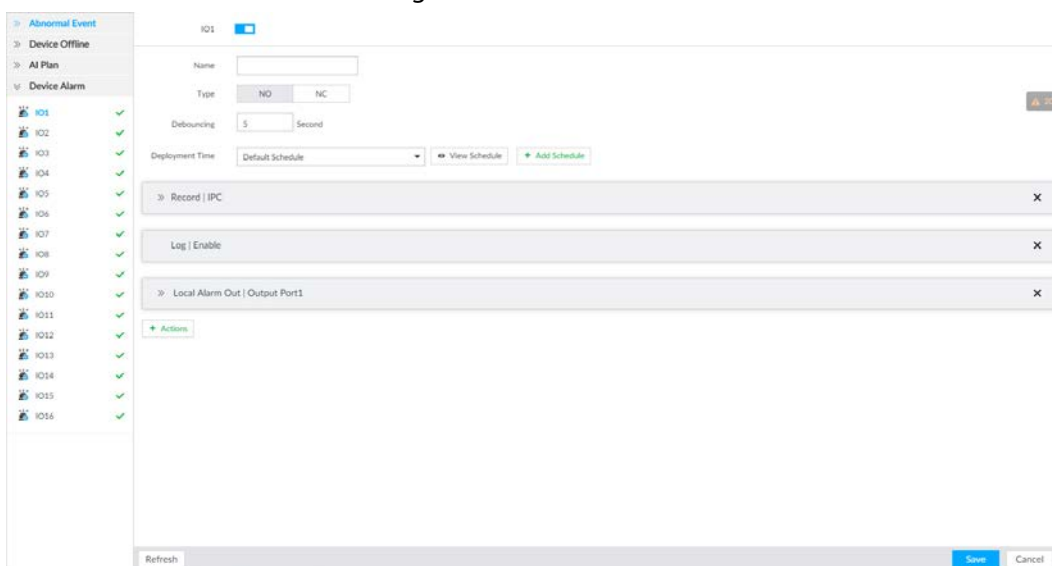 Abnormal Event
Device Offline
AI Plan
Device Alarm
IO1
IO2
IO3
IO4
IO5
IO6
IO7
IO8
IO9
IO10
IO11
IO12
IO13
IO14
IO15
IO16
IO1
Name
Type NO NC
Debouncing 5 Second
Deployment Time Default Schedule View Schedule + Add Schedule
Record | IPC
Log | Enable
Local Alarm Out | Output Port1
+ Actions
Refresh Save Cancel